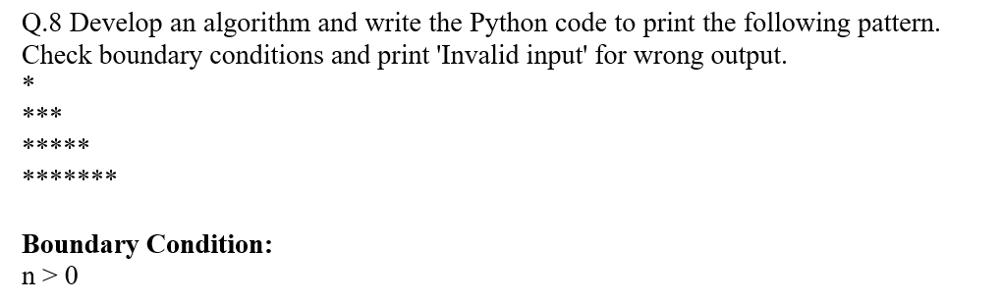 Q.8 Develop an algorithm and write the Python code to print the following pattern.
Check boundary conditions and print 'Invalid input' for wrong output.
*
***
*****
*******
Boundary Condition:
n > 0